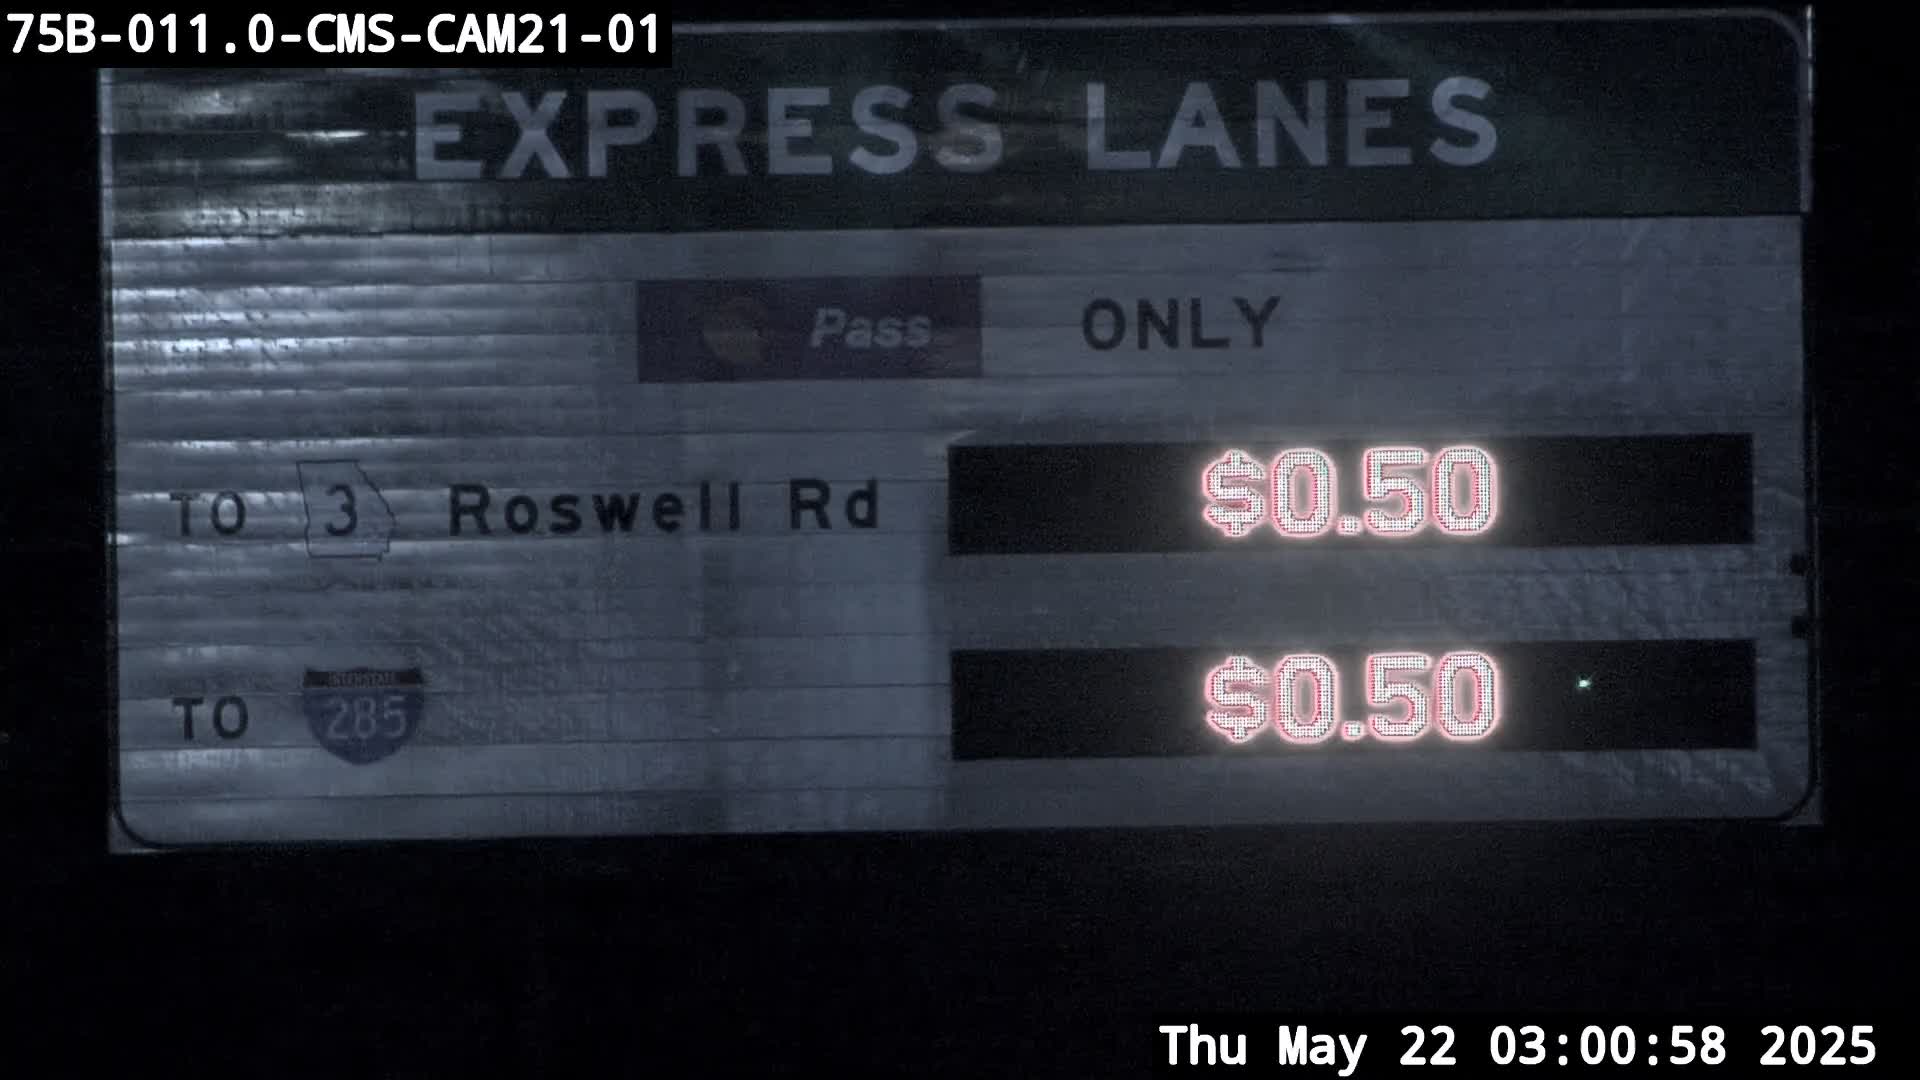 75B-011.0-CMS-CAM21-01
EXPRESS LANES
Pass ONLY
TO 3 Roswell Rd $0.50
INTERSTATE
TO 285 $0.50
Thu May 22 03:00:58 2025